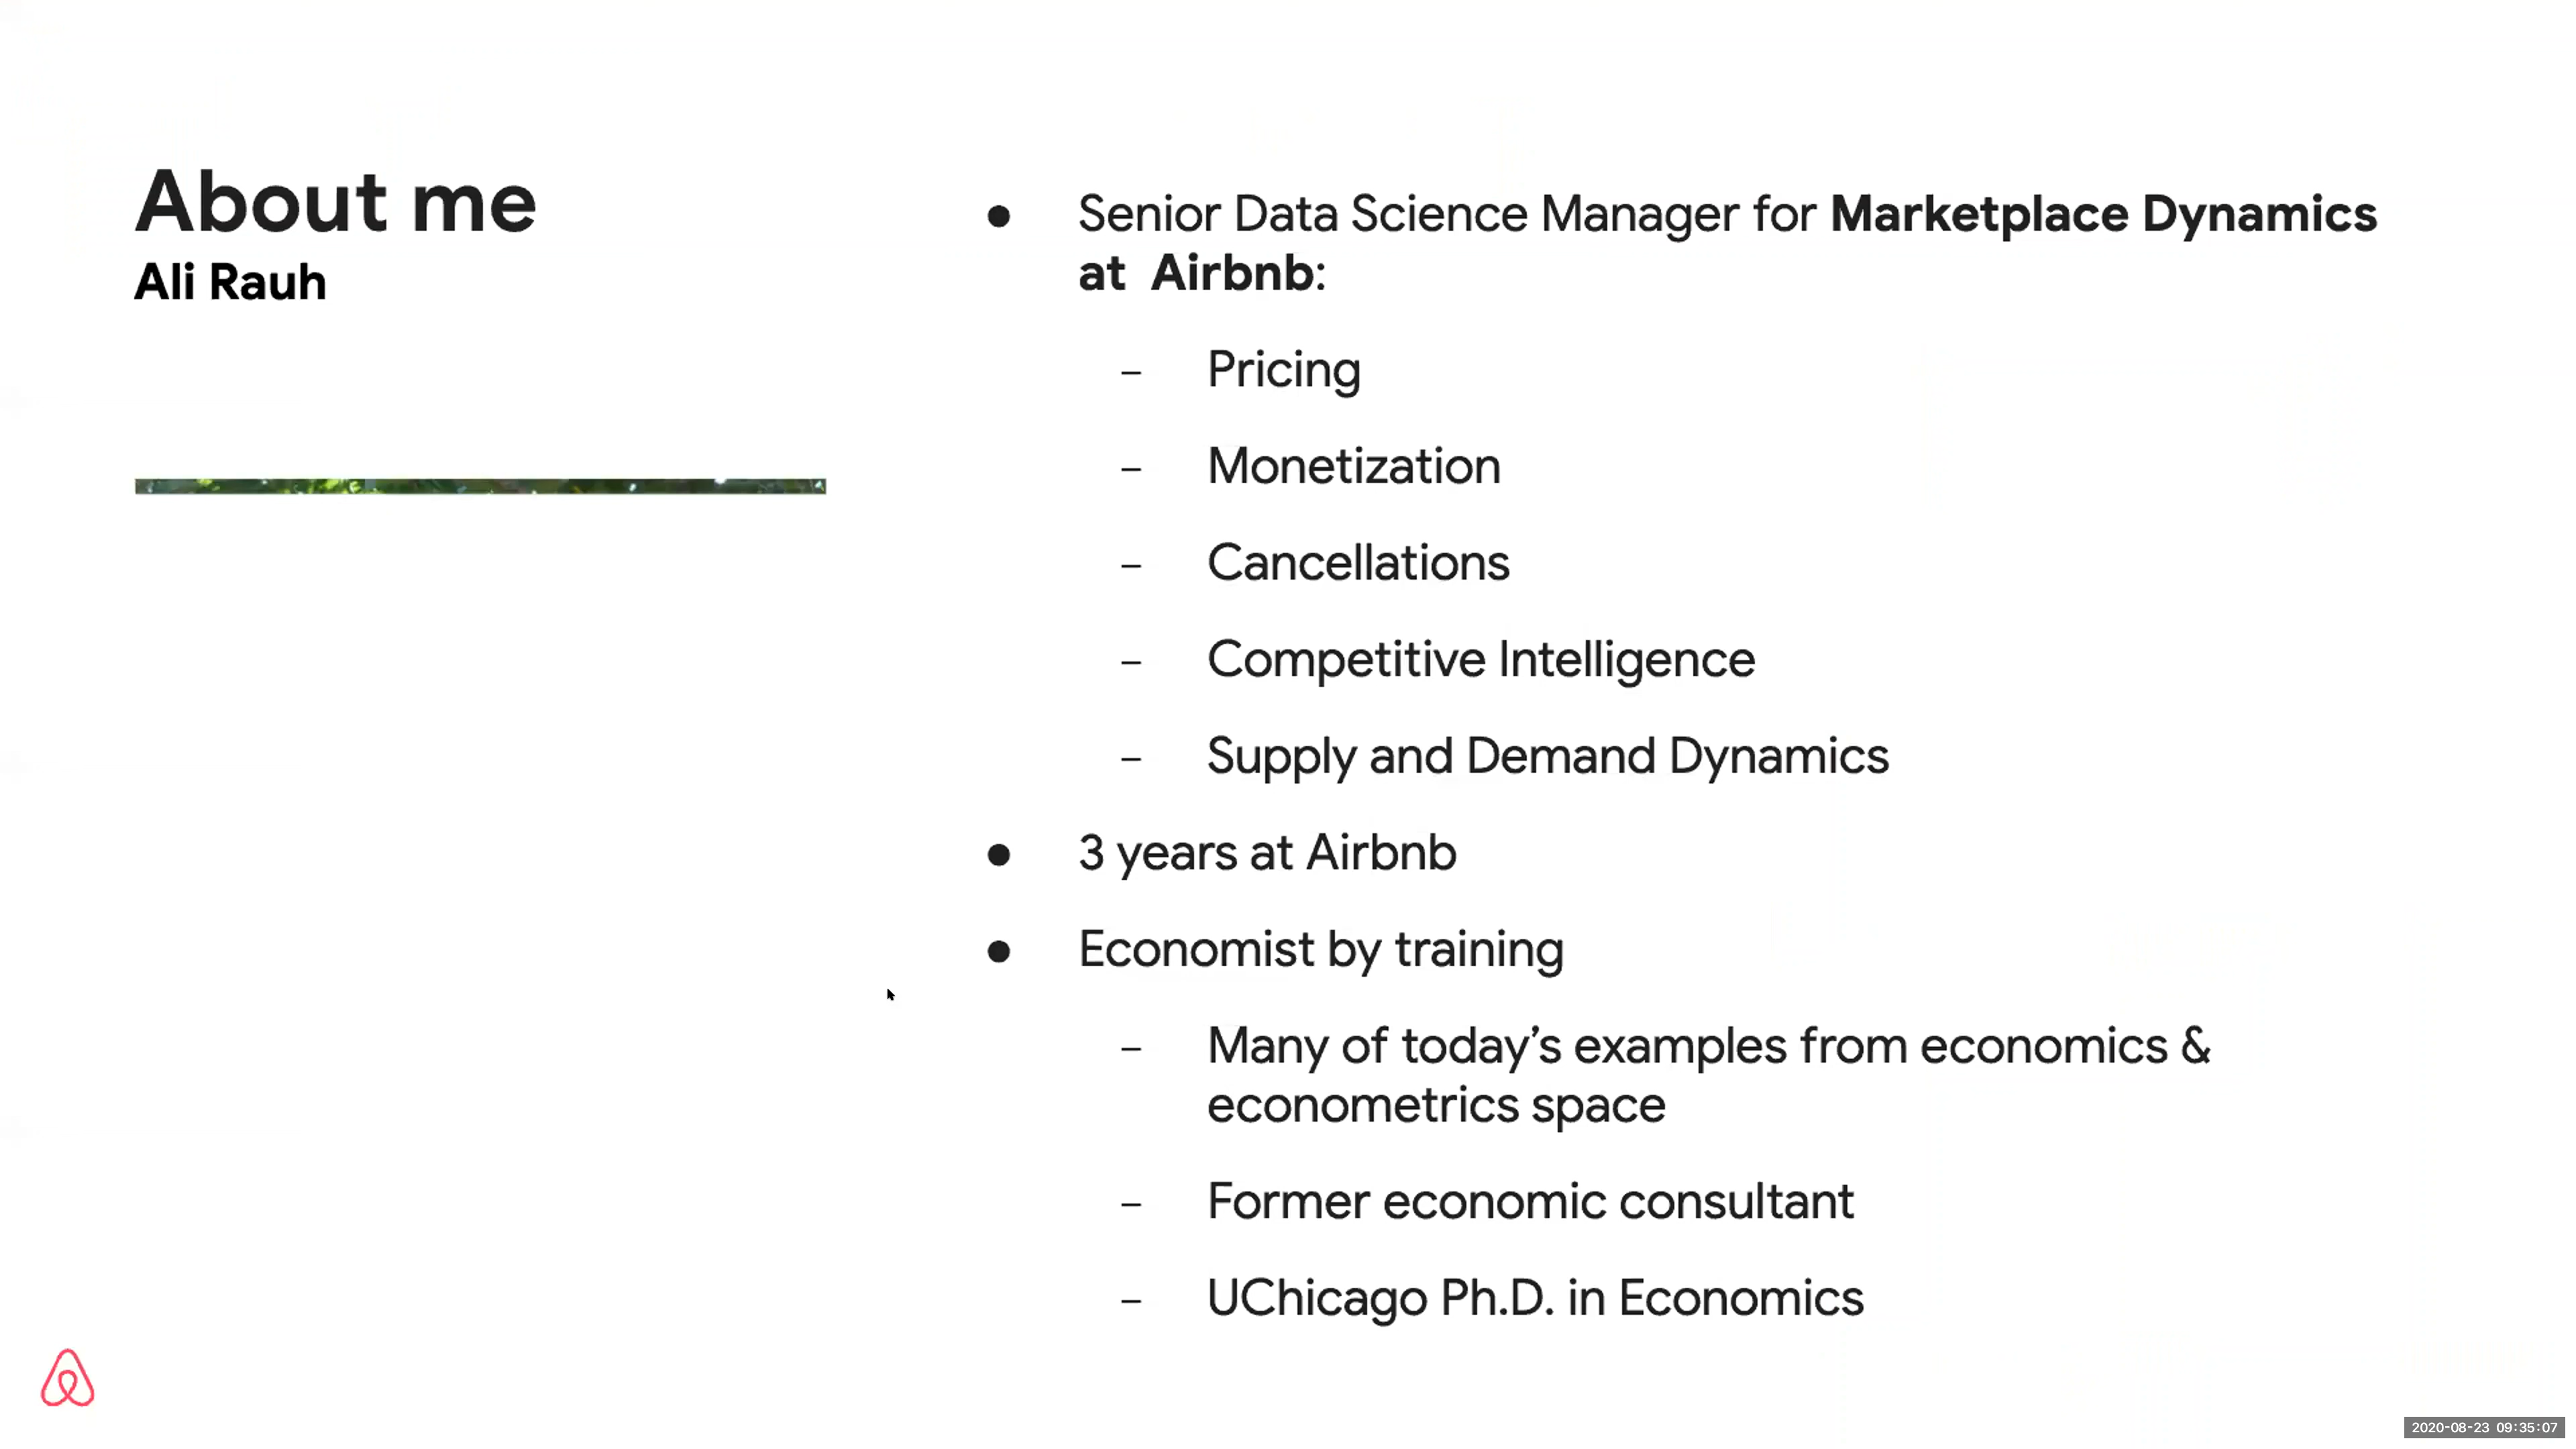 About me
Ali Rauh
● Senior Data Science Manager for Marketplace Dynamics
at  Airbnb:
– Pricing
– Monetization
– Cancellations
– Competitive Intelligence
– Supply and Demand Dynamics
● 3 years at Airbnb
● Economist by training
– Many of today’s examples from economics &
econometrics space
– Former economic consultant
– UChicago Ph.D. in Economics
2020-08-23 09:35:07